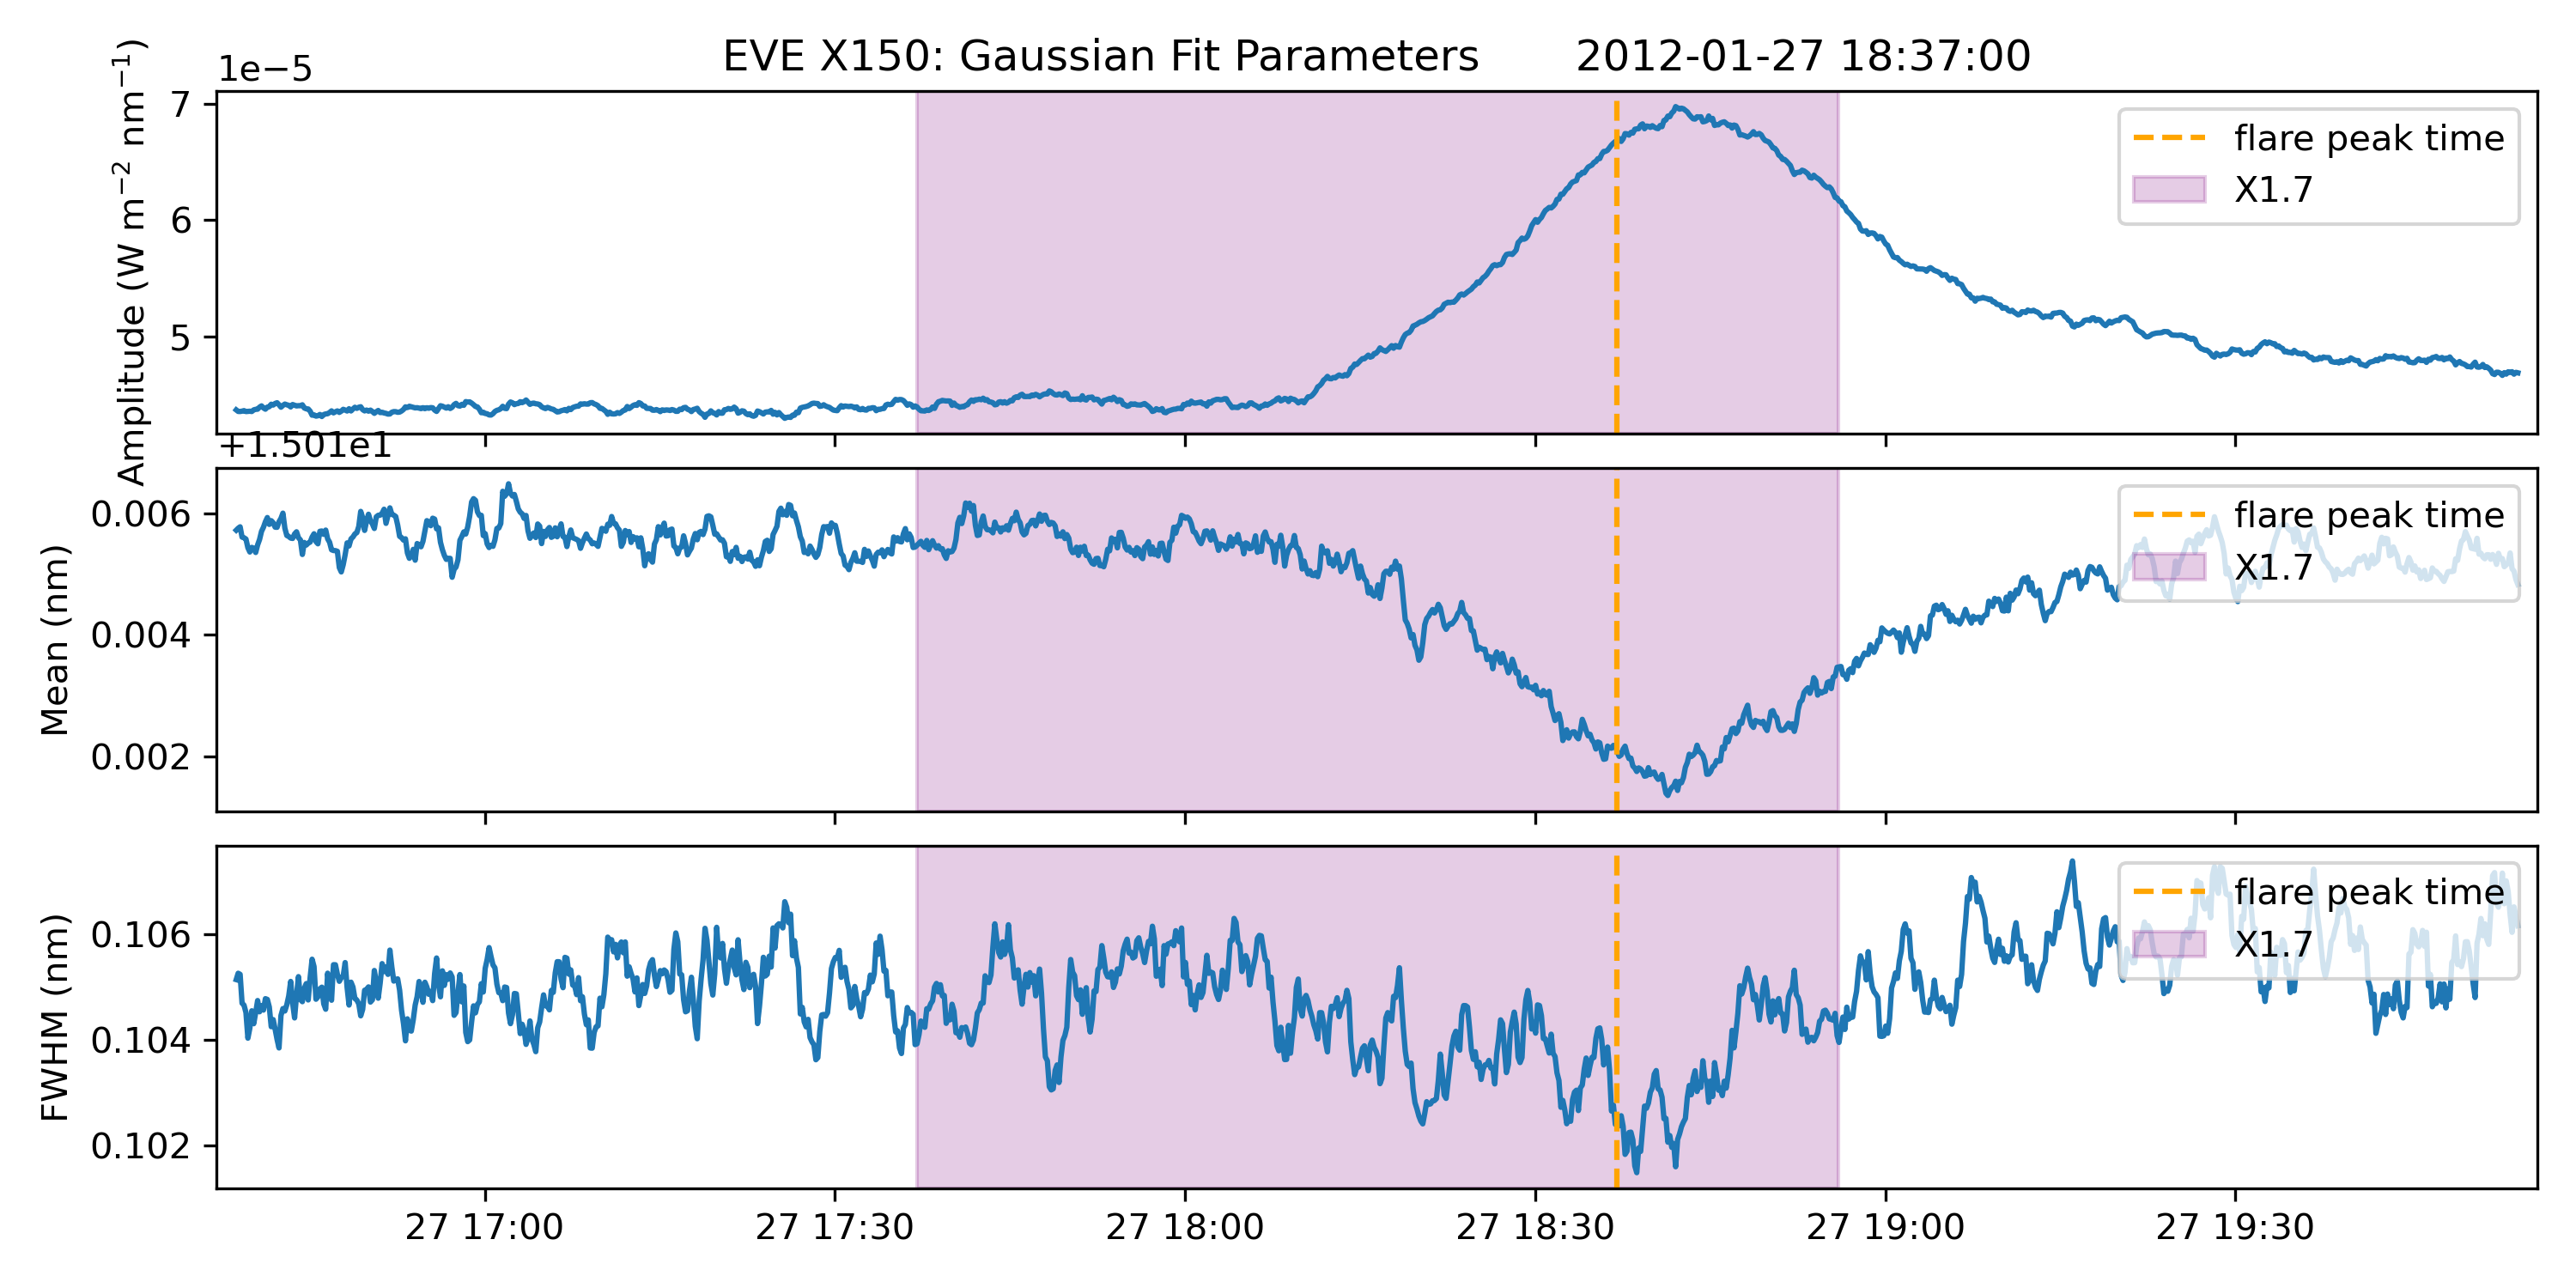 EVE X150: Gaussian Fit Parameters 2012-01-27 18:37:00
1e−5
Amplitude (W m−2 nm−1)
7
6
5
flare peak time
X1.7
+1.501e1
Mean (nm)
0.006
0.004
0.002
flare peak time
X1.7
FWHM (nm)
0.106
0.104
0.102
flare peak time
X1.7
27 17:00 27 17:30 27 18:00 27 18:30 27 19:00 27 19:30